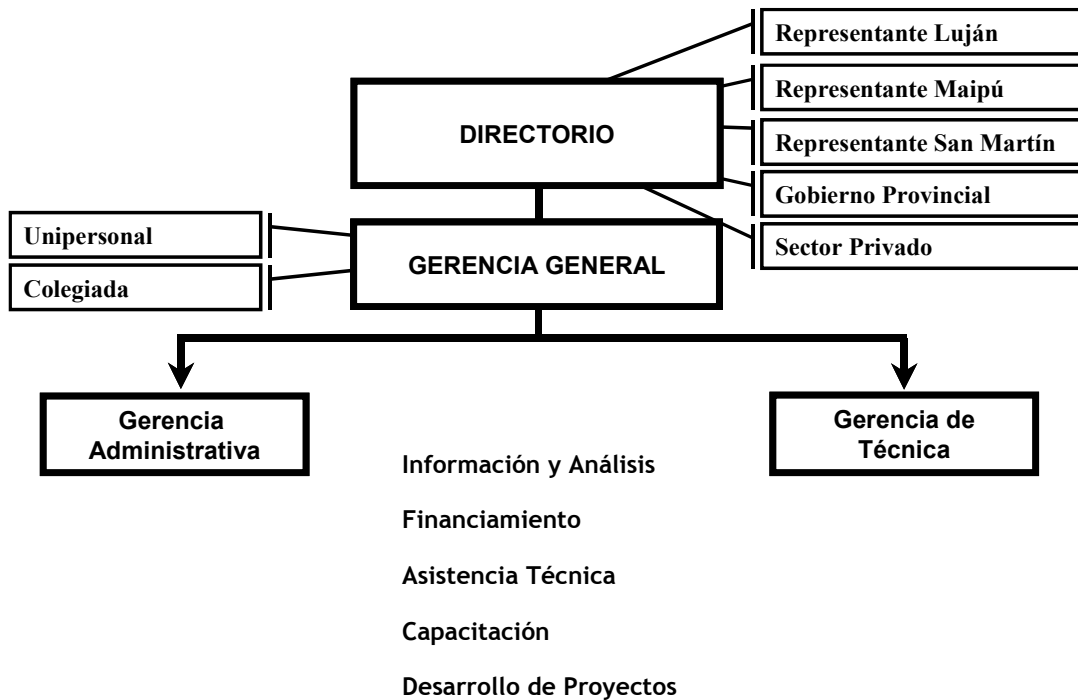 Representante Luján
Representante Maipú
DIRECTORIO
Representante San Martín
Gobierno Provincial
Unipersonal
Sector Privado
GERENCIA GENERAL
Colegiada
Gerencia
Administrativa
Gerencia de
Técnica
Información y Análisis
Financiamiento
Asistencia Técnica
Capacitación
Desarrollo de Proyectos